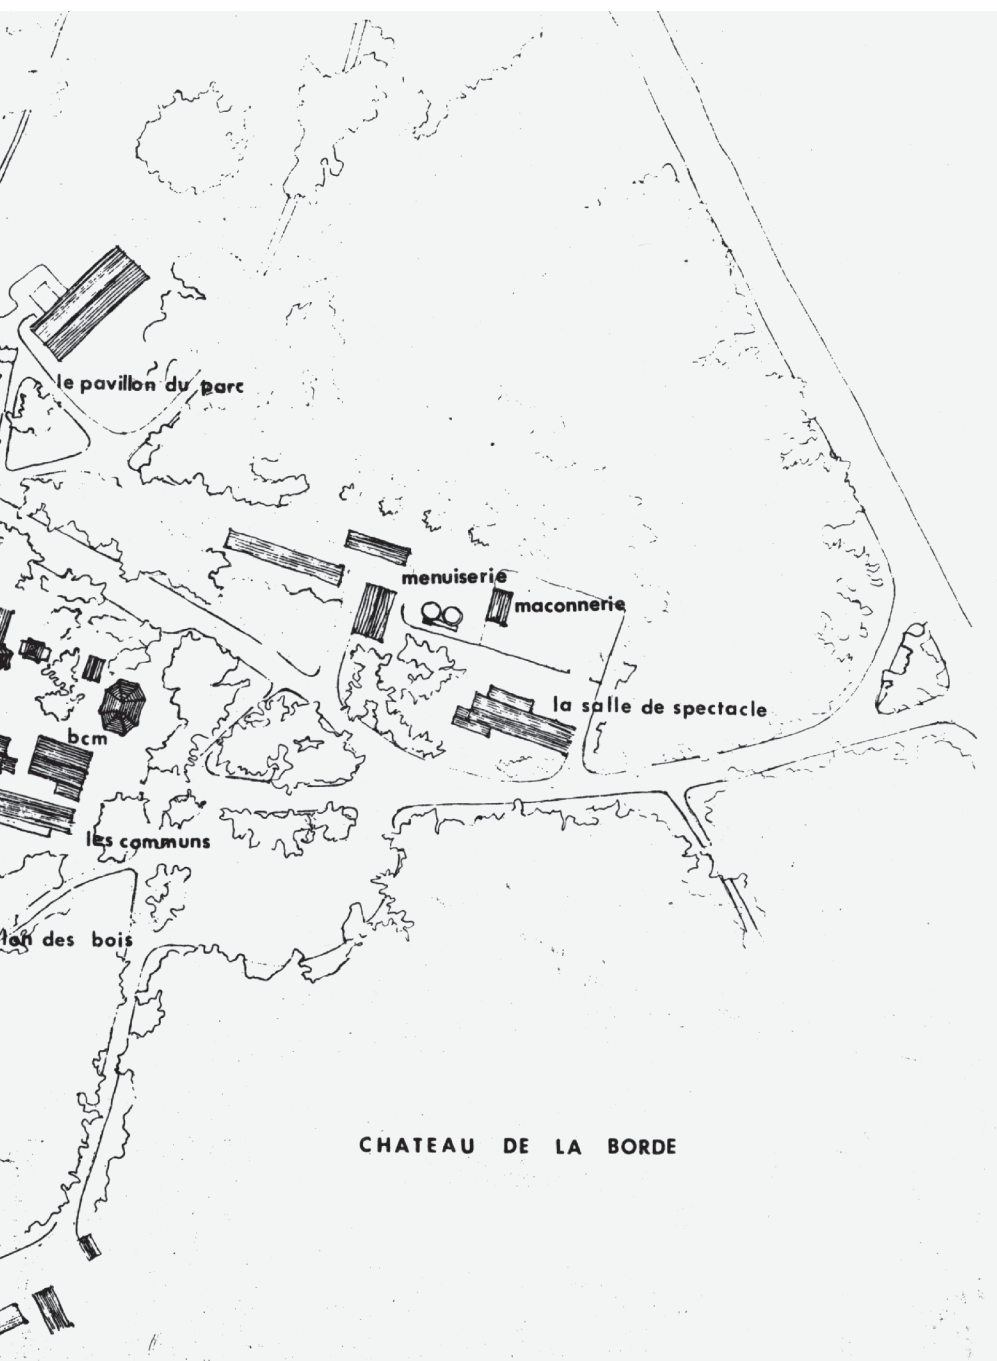 le pavillon du parc
menuiserie
maconnerie
la salle de spectacle
bcm
les communs
des bois
CHATEAU DE LA BORDE